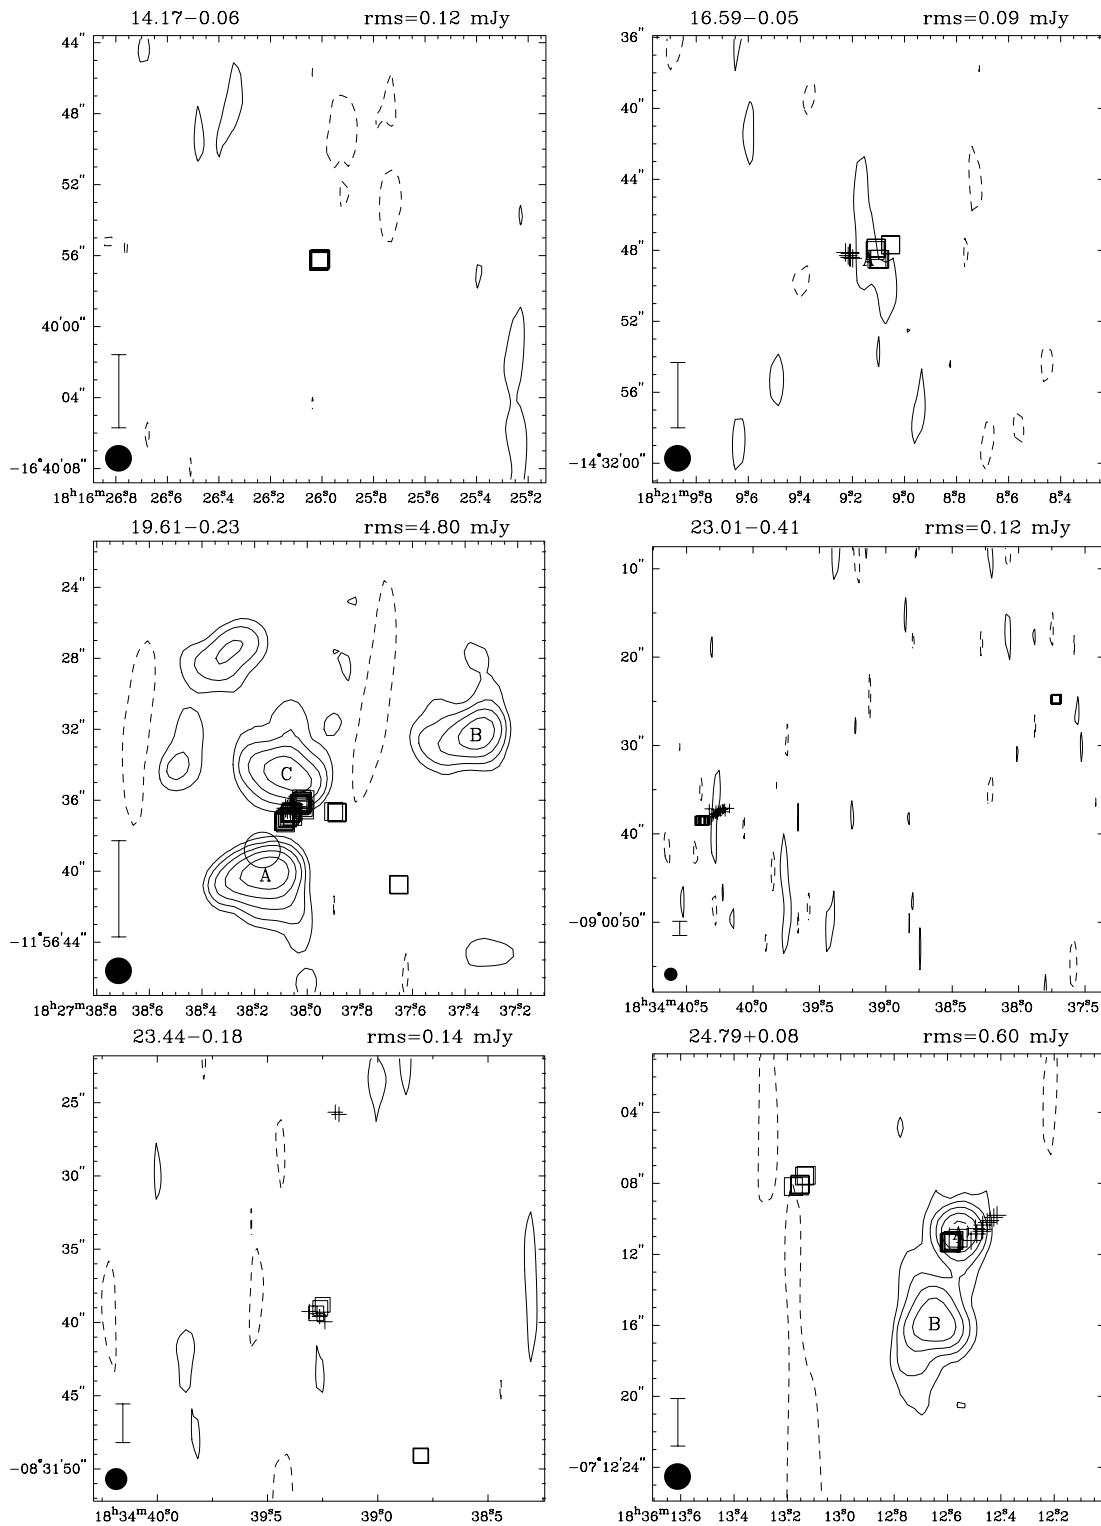 14.17−0.06 rms=0.12 mJy
44"
48"
52"
56"
40'00"
04"
−16°40'08"
18ʰ16ᵐ26ˢ.8 26ˢ.6 26ˢ.4 26ˢ.2 26ˢ.0 25ˢ.8 25ˢ.6 25ˢ.4 25ˢ.2
16.59−0.05 rms=0.09 mJy
36"
40"
44"
48"
A
52"
56"
−14°32'00"
18ʰ21ᵐ9ˢ.8 9ˢ.6 9ˢ.4 9ˢ.2 9ˢ.0 8ˢ.8 8ˢ.6 8ˢ.4
19.61−0.23 rms=4.80 mJy
24"
28"
32"
B
C
36"
40"
A
−11°56'44"
18ʰ27ᵐ38ˢ.8 38ˢ.6 38ˢ.4 38ˢ.2 38ˢ.0 37ˢ.8 37ˢ.6 37ˢ.4 37ˢ.2
23.01−0.41 rms=0.12 mJy
10"
20"
30"
40"
−09°00'50"
18ʰ34ᵐ40ˢ.5 40ˢ.0 39ˢ.5 39ˢ.0 38ˢ.5 38ˢ.0 37ˢ.5
23.44−0.18 rms=0.14 mJy
25"
30"
35"
40"
45"
−08°31'50"
18ʰ34ᵐ40ˢ.0 39ˢ.5 39ˢ.0 38ˢ.5
24.79+0.08 rms=0.60 mJy
04"
08"
A
12"
B
16"
20"
−07°12'24"
18ʰ36ᵐ13ˢ.6 13ˢ.4 13ˢ.2 13ˢ.0 12ˢ.8 12ˢ.6 12ˢ.4 12ˢ.2